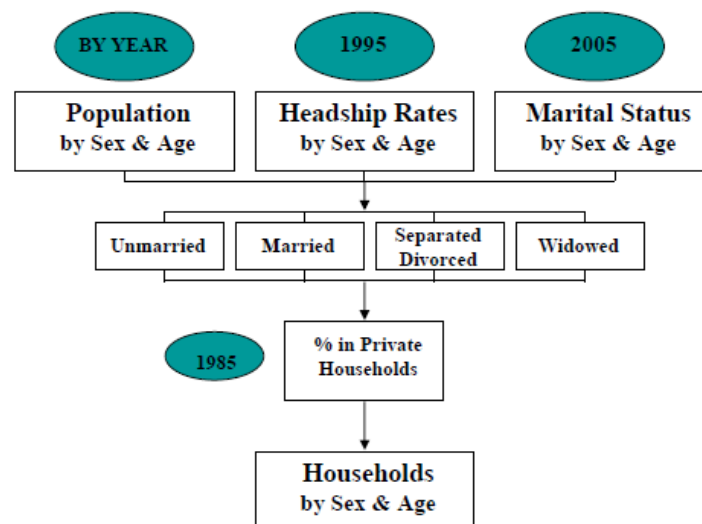 BY YEAR
1995
2005
Population
by Sex & Age
Headship Rates
by Sex & Age
Marital Status
by Sex & Age
Unmarried
Married
Separated
Divorced
Widowed
1985
% in Private
Households
Households
by Sex & Age